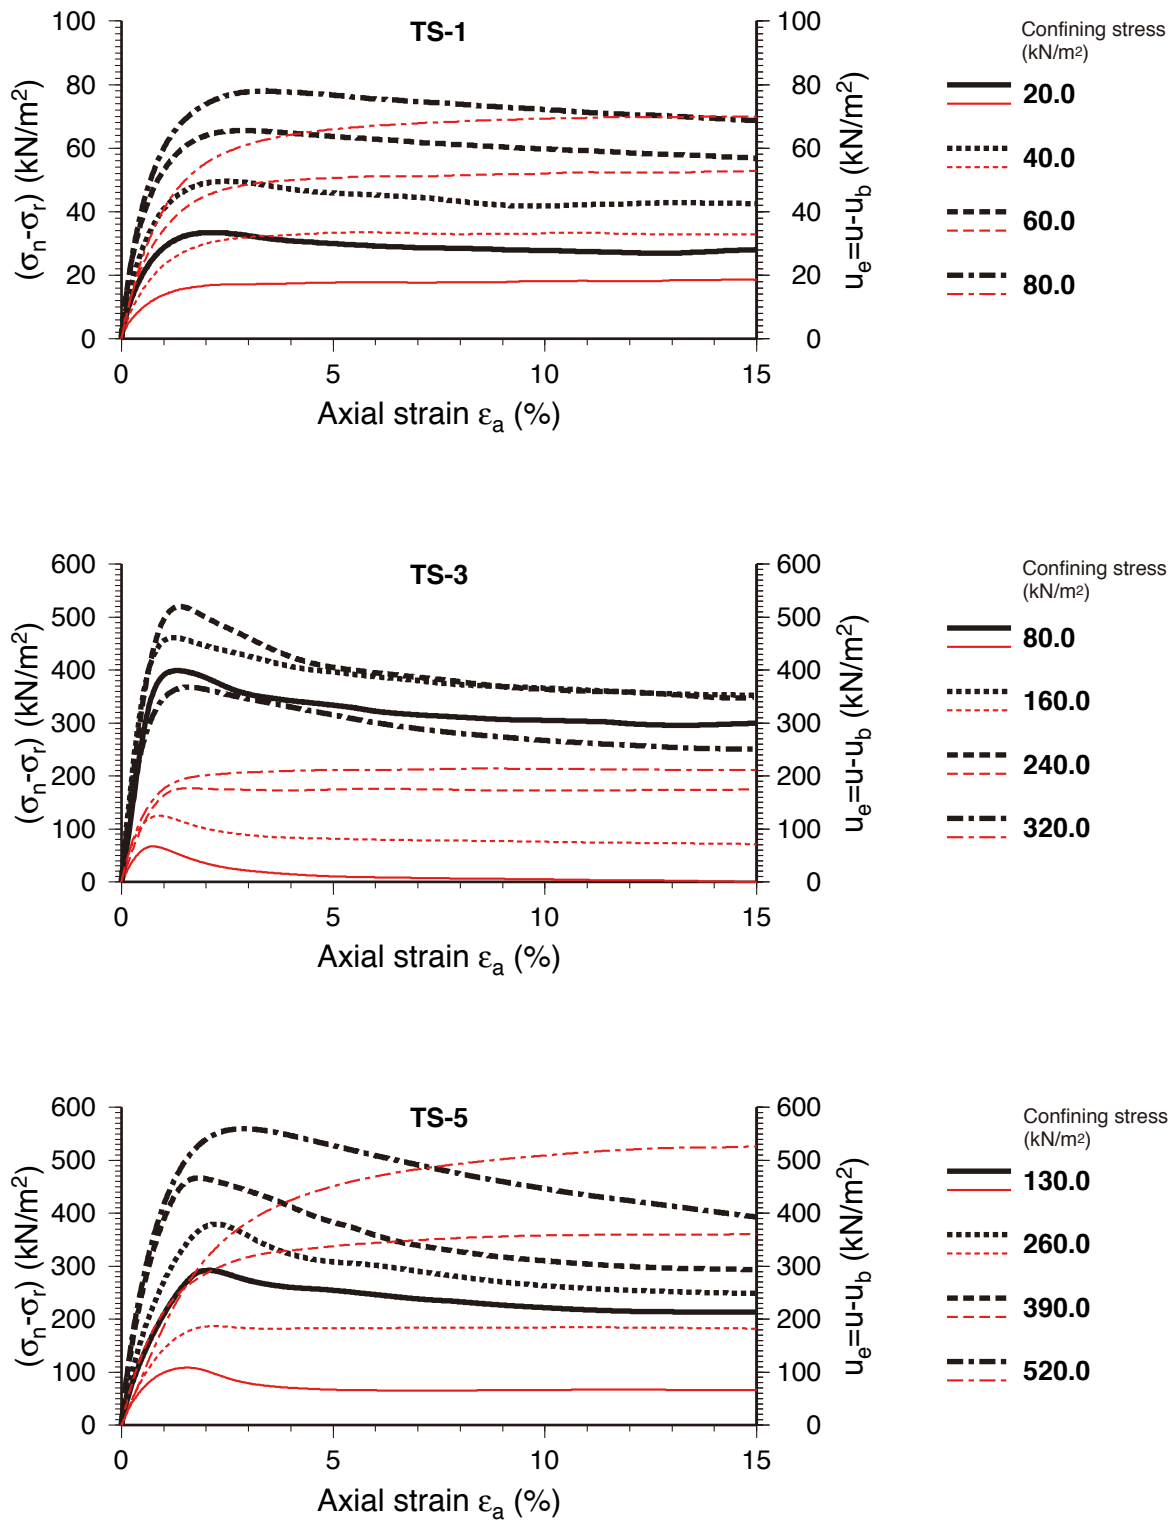 TS-1
100
80
60
40
20
0
(σn-σr) (kN/m2)
100
80
60
40
20
0
ue=u-ub (kN/m2)
0 5 10 15
Axial strain εa (%)
Confining stress
(kN/m2)
20.0
40.0
60.0
80.0
TS-3
600
500
400
300
200
100
0
(σn-σr) (kN/m2)
600
500
400
300
200
100
0
ue=u-ub (kN/m2)
0 5 10 15
Axial strain εa (%)
Confining stress
(kN/m2)
80.0
160.0
240.0
320.0
TS-5
600
500
400
300
200
100
0
(σn-σr) (kN/m2)
600
500
400
300
200
100
0
ue=u-ub (kN/m2)
0 5 10 15
Axial strain εa (%)
Confining stress
(kN/m2)
130.0
260.0
390.0
520.0